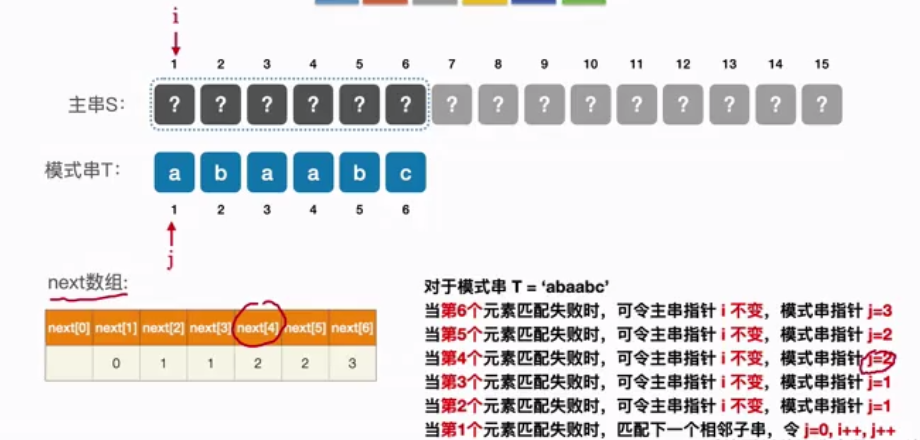 i
1 2 3 4 5 6 7 8 9 10 11 12 13 14 15
主串S： ? ? ? ? ? ? ? ? ? ? ? ? ? ? ?
模式串T： a b a a b c
1 2 3 4 5 6
j
next数组:
next[0] next[1] next[2] next[3] next[4] next[5] next[6]
0 1 1 2 2 3
对于模式串 T = ‘abaabc’
当第6个元素匹配失败时，可令主串指针 i 不变，模式串指针 j=3
当第5个元素匹配失败时，可令主串指针 i 不变，模式串指针 j=2
当第4个元素匹配失败时，可令主串指针 i 不变，模式串指针 j=2
当第3个元素匹配失败时，可令主串指针 i 不变，模式串指针 j=1
当第2个元素匹配失败时，可令主串指针 i 不变，模式串指针 j=1
当第1个元素匹配失败时，匹配下一个相邻子串，令 j=0, i++, j++